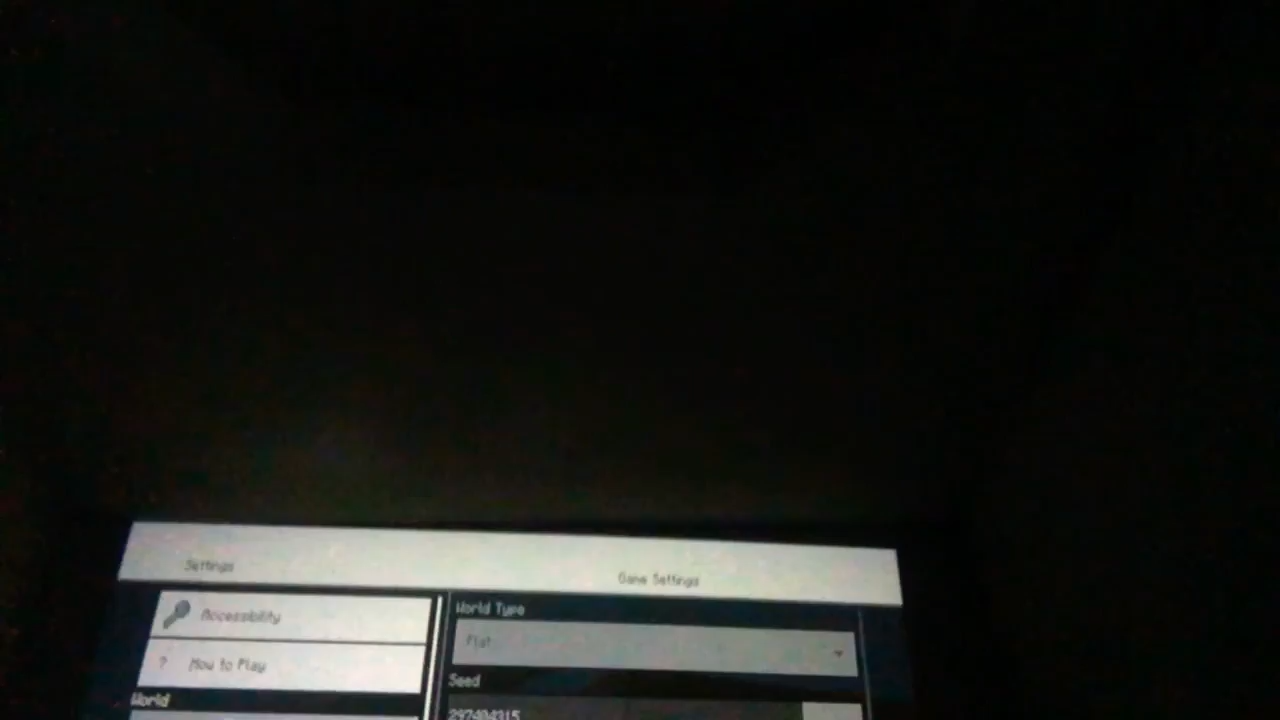 Settings
Game Settings
Accessibility
? How to Play
World
World Type
Flat
Seed